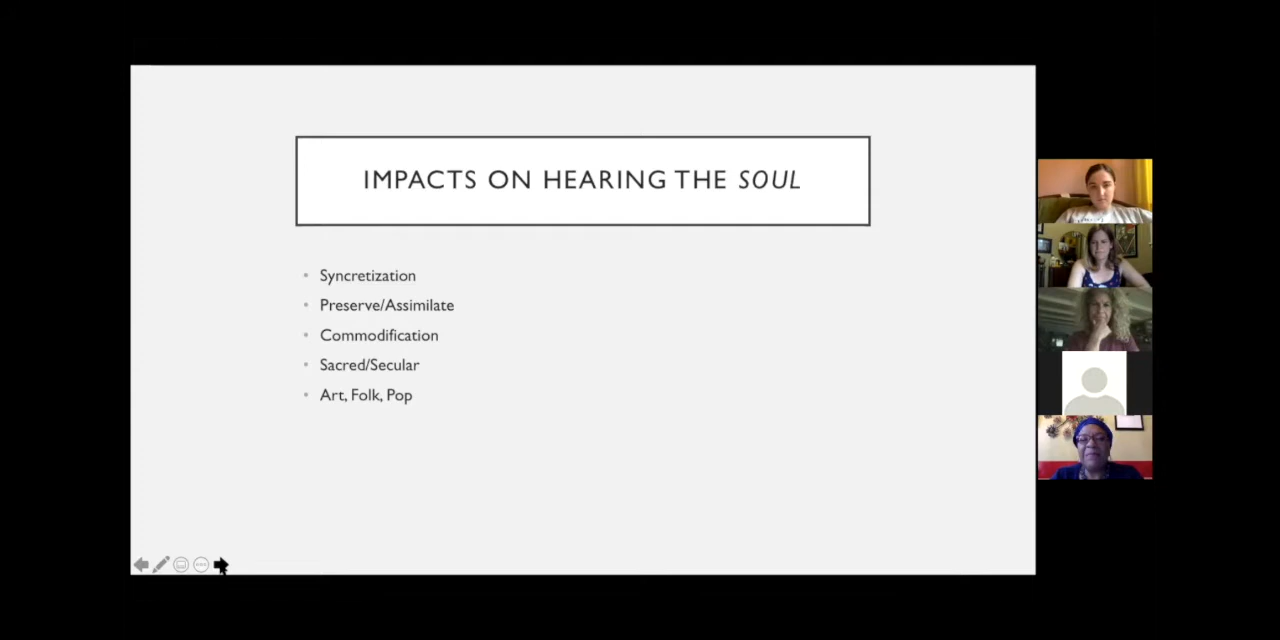 IMPACTS ON HEARING THE SOUL
Syncretization
Preserve/Assimilate
Commodification
Sacred/Secular
Art, Folk, Pop